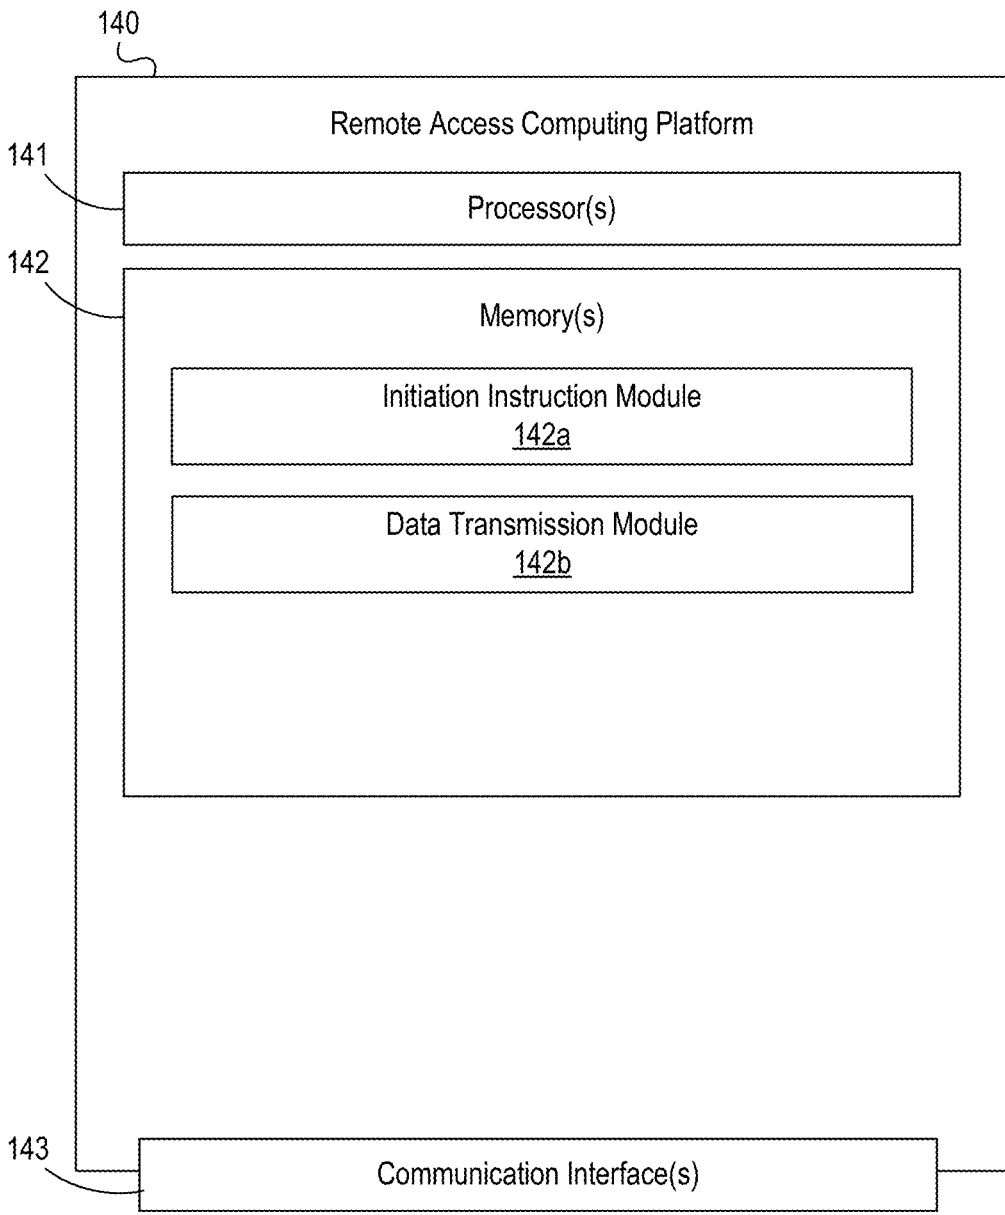 140
Remote Access Computing Platform
141
Processor(s)
142
Memory(s)
Initiation Instruction Module
142a
Data Transmission Module
142b
143
Communication Interface(s)